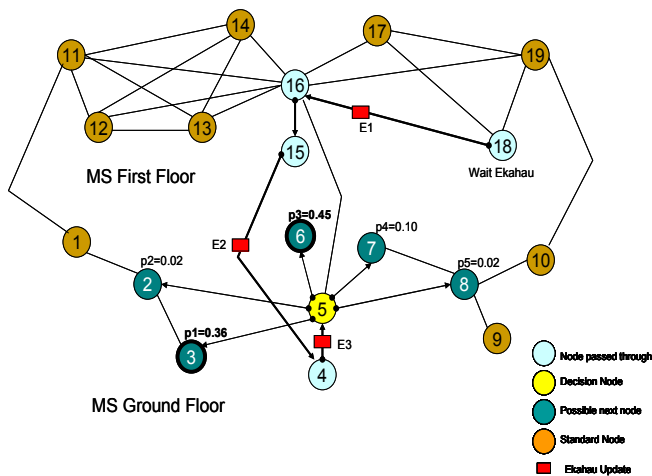 14
17
11
19
16
E1
12
13
18
15
Wait Ekahau
MS First Floor
p3=0.45
p4=0.10
1
E2
6
7
10
p2=0.02
p5=0.02
2
8
5
p1=0.36
9
E3
3
4
Node passed through
Decision Node
MS Ground Floor
Possible next node
Standard Node
Ekahau Update